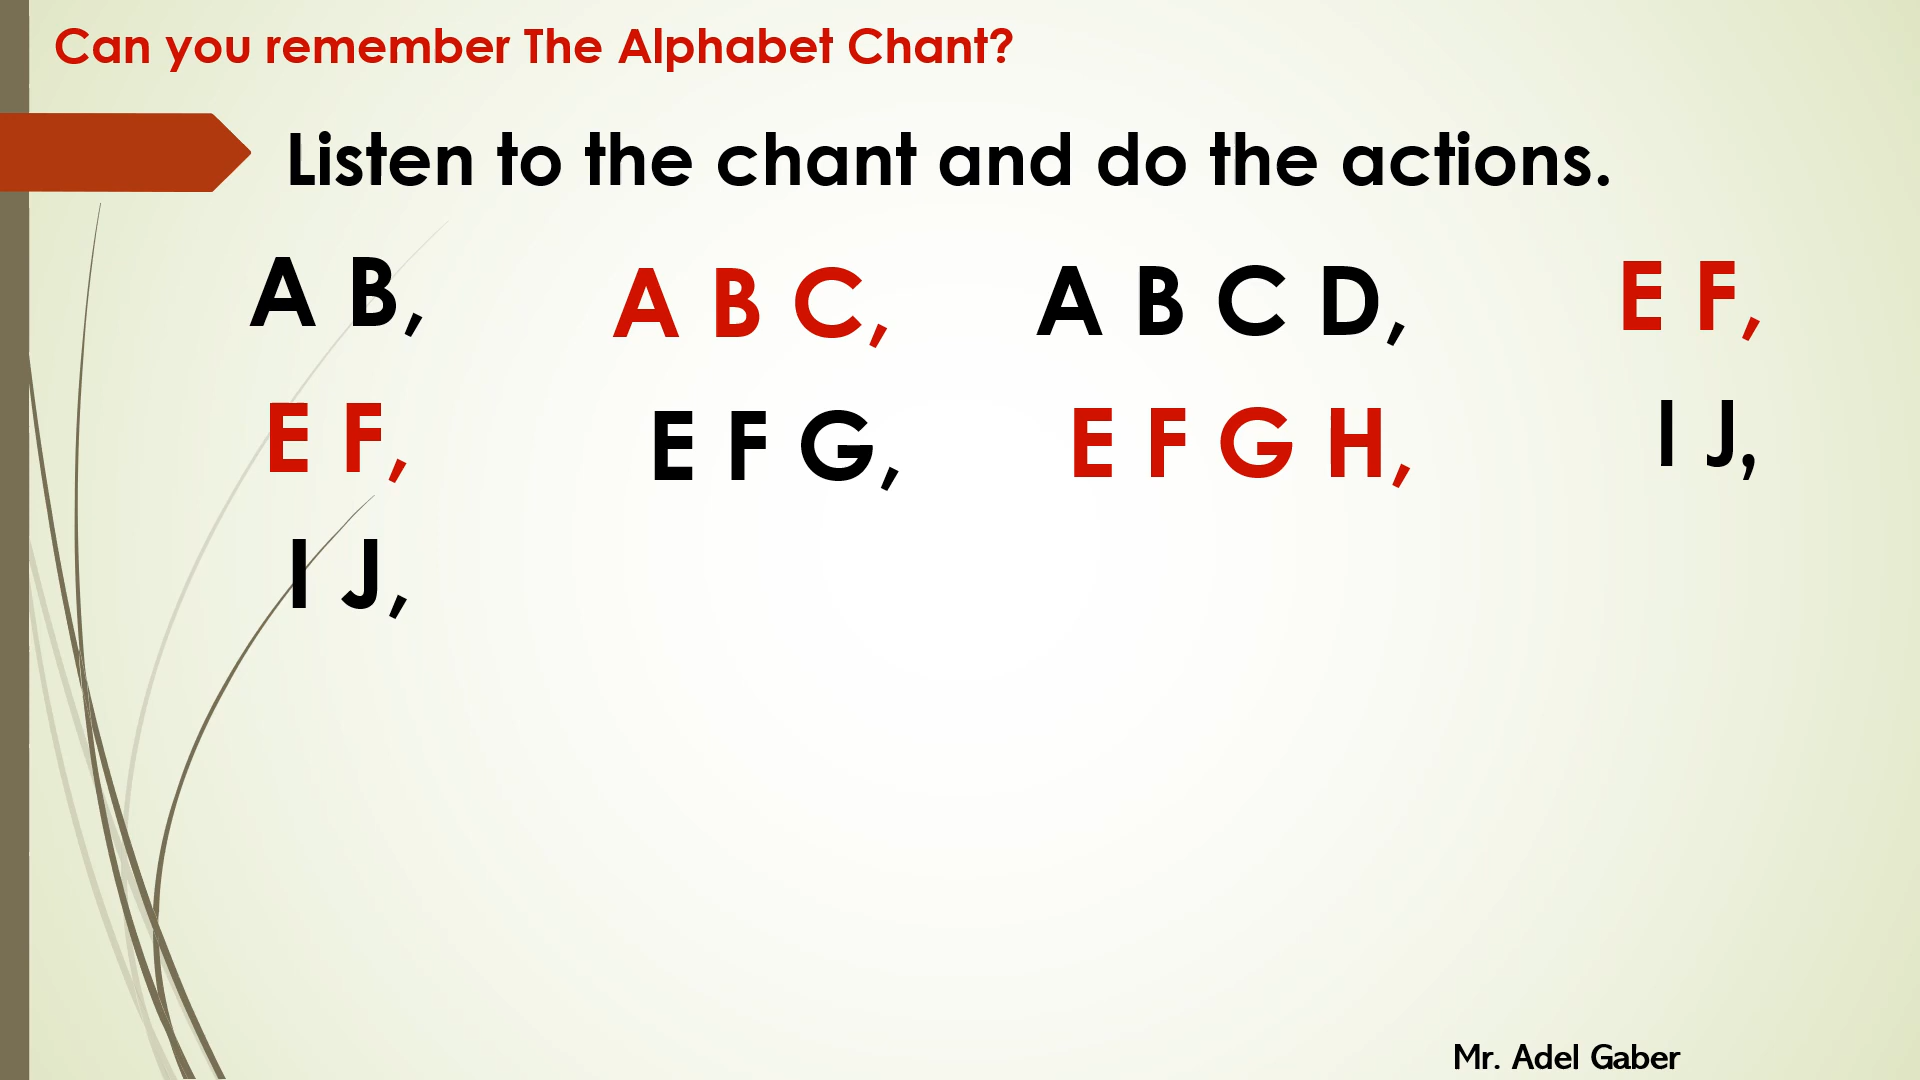 Can you remember The Alphabet Chant?
Listen to the chant and do the actions.
A B, A B C, A B C D, E F,
E F, E F G, E F G H, I J,
I J,
Mr. Adel Gaber